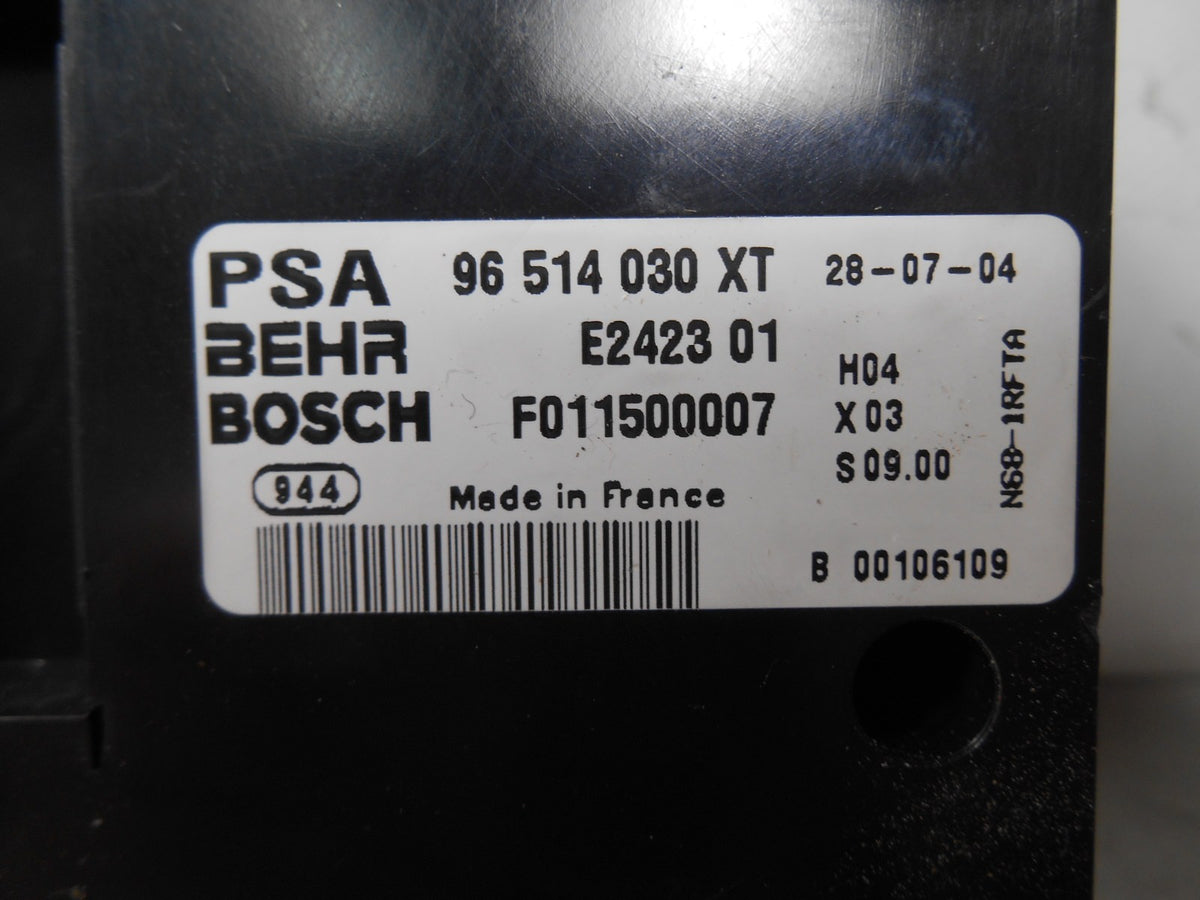 PSA 96 514 030 XT 28-07-04
BEHR E2423 01
H04
BOSCH F011500007 X03
S09.00
944 Made in France
N68-1RFTA
B 00106109